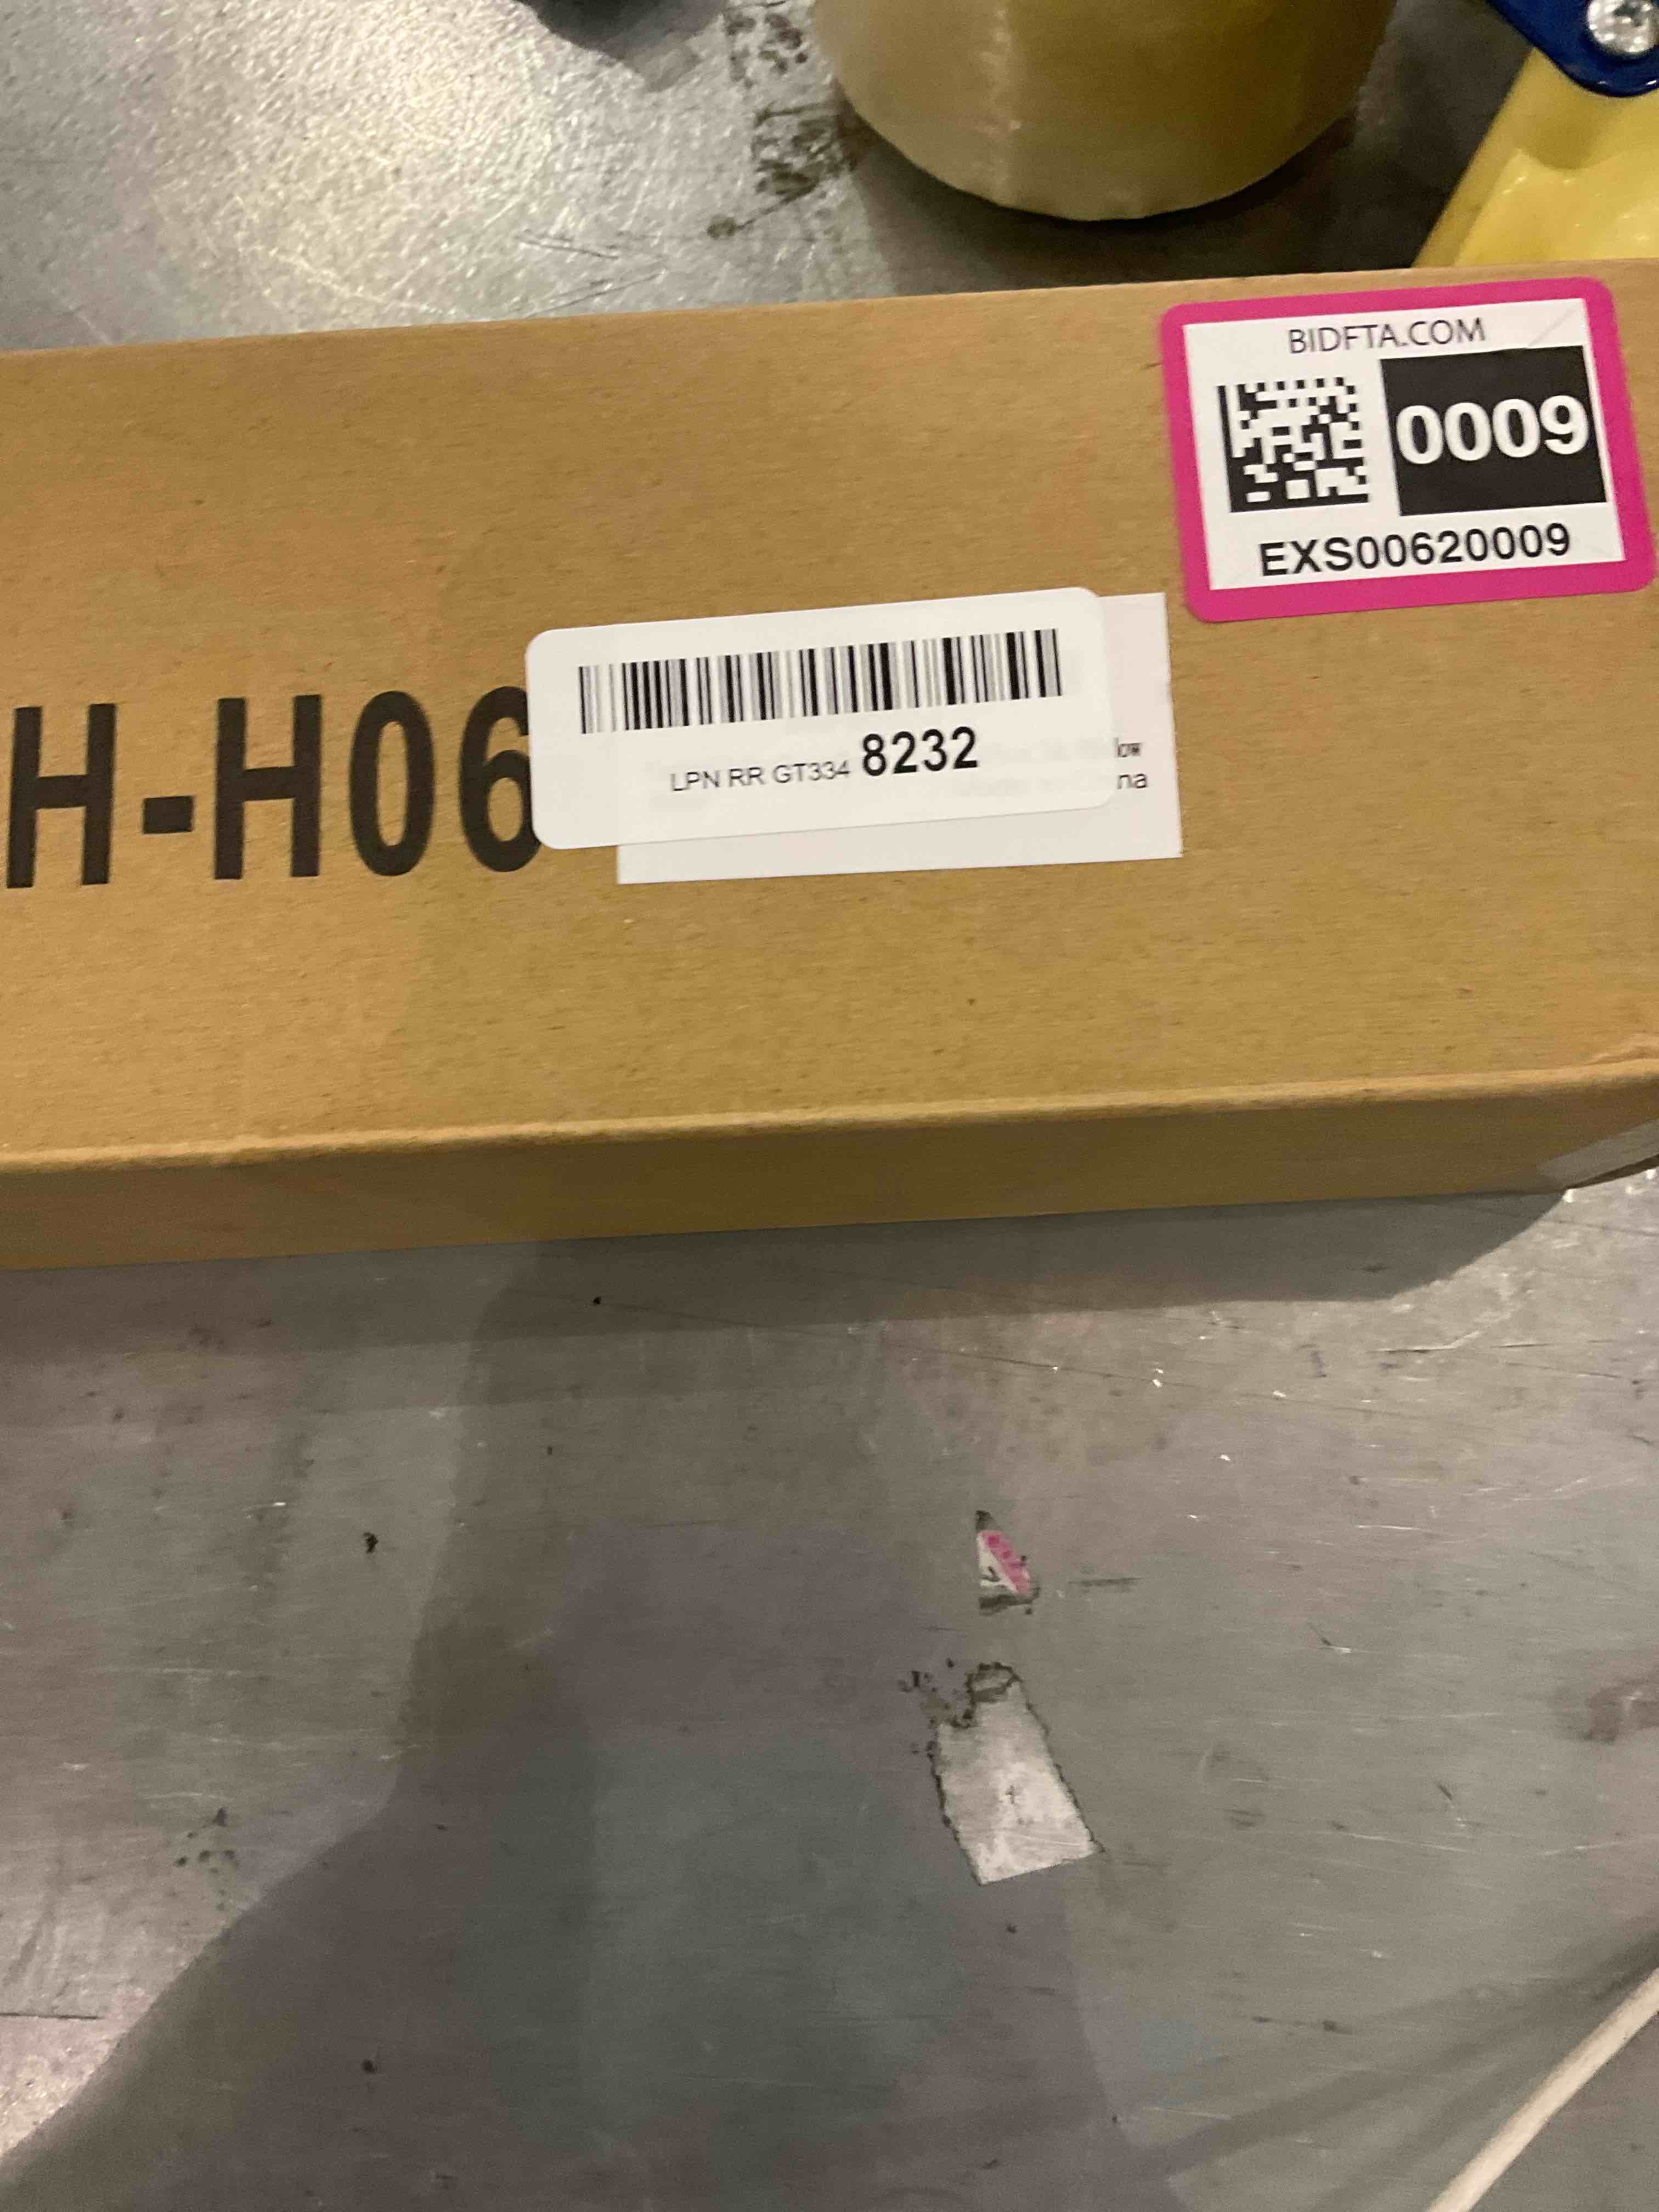 BIDFTA.COM
0009
EXS00620009
H-H06
LPN RR GT334 8232
low
na